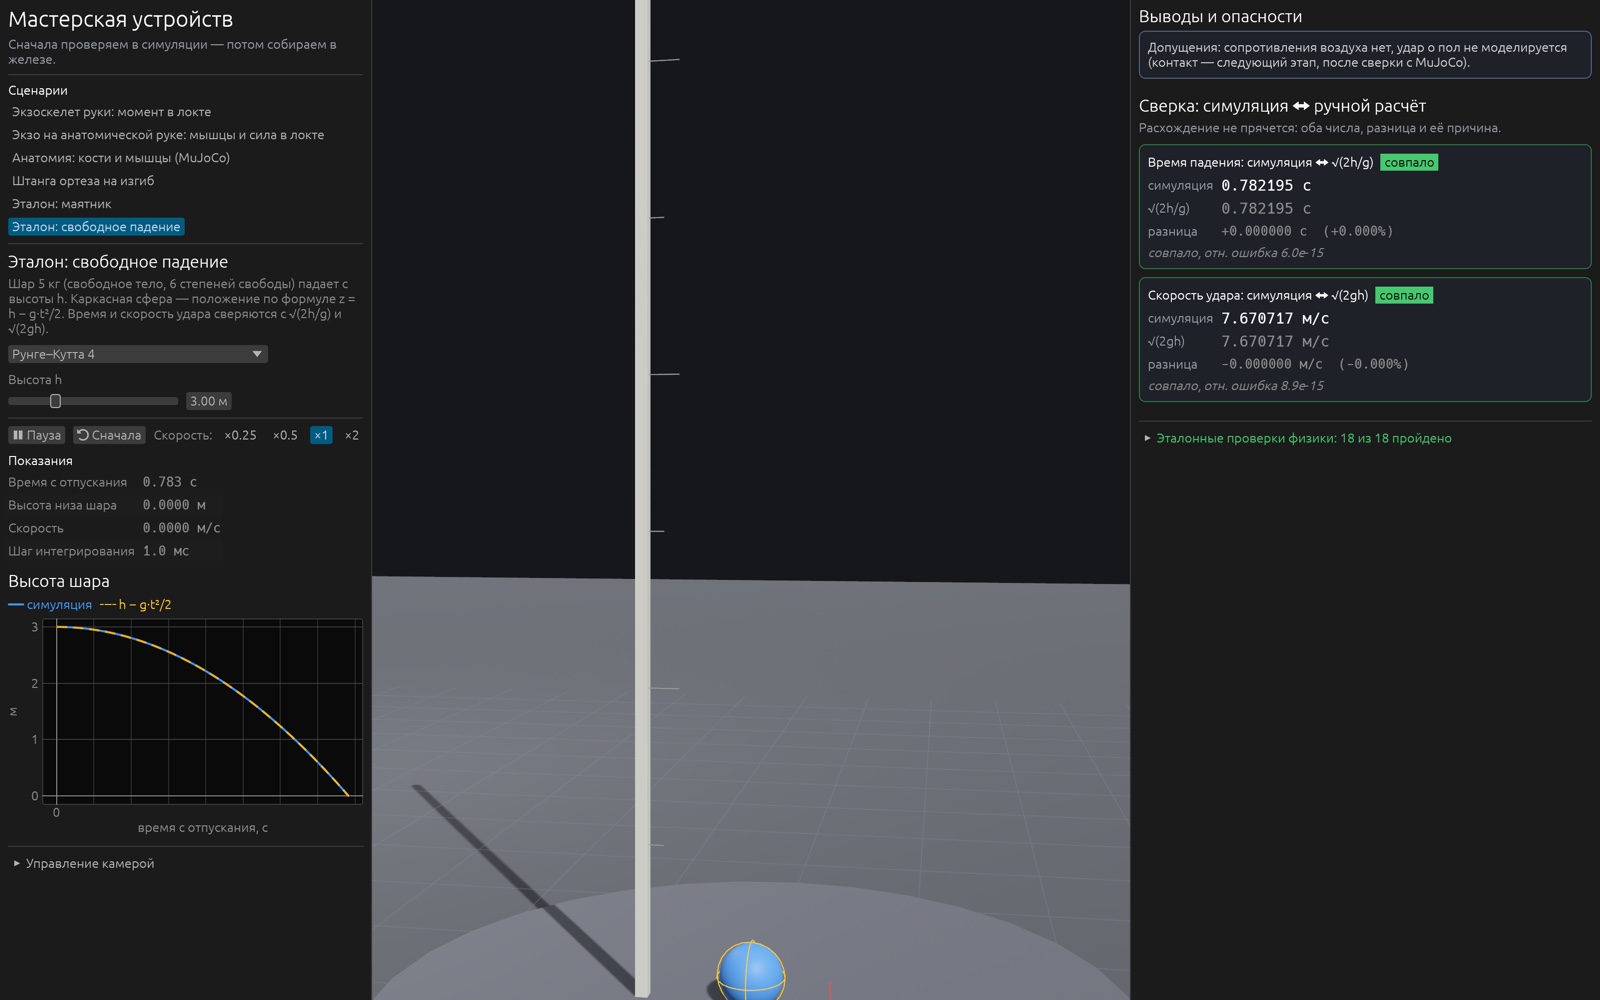 Мастерская устройств
Сначала проверяем в симуляции — потом собираем в
железе.
Сценарии
Экзоскелет руки: момент в локте
Экзо на анатомической руке: мышцы и сила в локте
Анатомия: кости и мышцы (MuJoCo)
Штанга ортеза на изгиб
Эталон: маятник
Эталон: свободное падение
Эталон: свободное падение
Шар 5 кг (свободное тело, 6 степеней свободы) падает с
высоты h. Каркасная сфера — положение по формуле z =
h − g·t²/2. Время и скорость удара сверяются с √(2h/g) и
√(2gh).
Рунге–Кутта 4
Высота h
3.00 м
Пауза Сначала Скорость: ×0.25 ×0.5 ×1 ×2
Показания
Время с отпускания 0.783 с
Высота низа шара 0.0000 м
Скорость 0.0000 м/с
Шаг интегрирования 1.0 мс
Высота шара
симуляция h − g·t²/2
3
2
1
0
м
0
время с отпускания, с
Управление камерой
Выводы и опасности
Допущения: сопротивления воздуха нет, удар о пол не моделируется
(контакт — следующий этап, после сверки с MuJoCo).
Сверка: симуляция ⬌ ручной расчёт
Расхождение не прячется: оба числа, разница и её причина.
Время падения: симуляция ⬌ √(2h/g) совпало
симуляция 0.782195 с
√(2h/g) 0.782195 с
разница +0.000000 с (+0.000%)
совпало, отн. ошибка 6.0e-15
Скорость удара: симуляция ⬌ √(2gh) совпало
симуляция 7.670717 м/с
√(2gh) 7.670717 м/с
разница -0.000000 м/с (-0.000%)
совпало, отн. ошибка 8.9e-15
Эталонные проверки физики: 18 из 18 пройдено